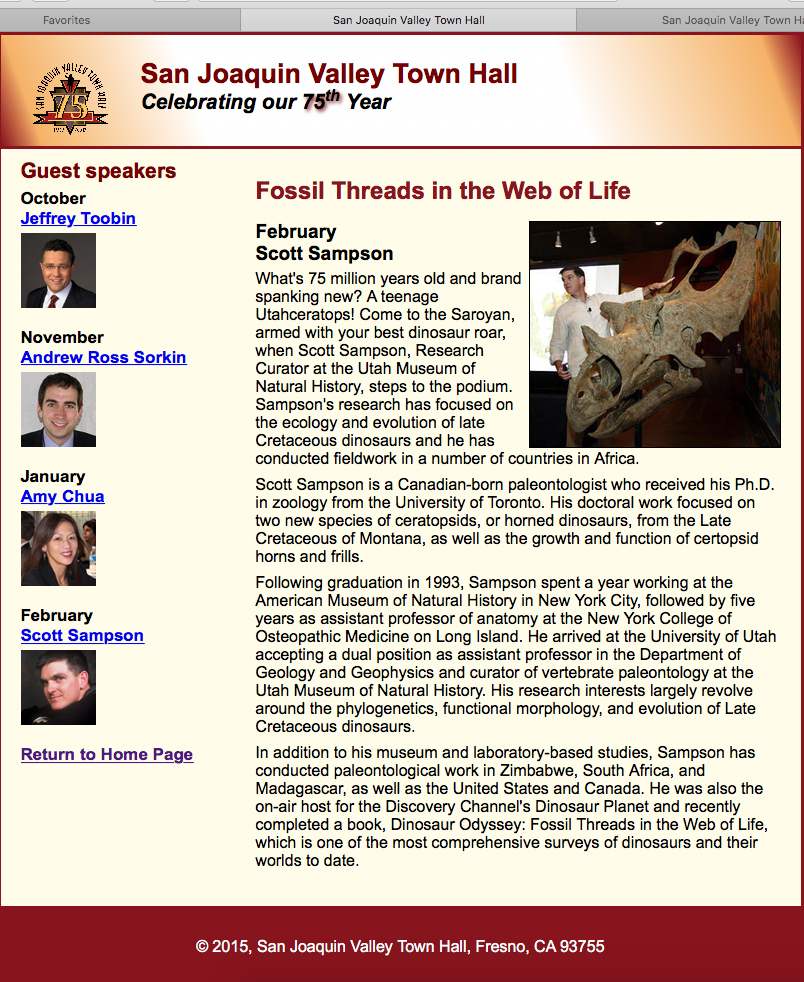 Favorites
San Joaquin Valley Town Hall
San Joaquin Valley Town Ha
SAN JOAQUIN VALLEY TOWN HALL
75
San Joaquin Valley Town Hall
Celebrating our 75th Year
Guest speakers
October
Jeffrey Toobin
November
Andrew Ross Sorkin
January
Amy Chua
February
Scott Sampson
Return to Home Page
Fossil Threads in the Web of Life
February
Scott Sampson
What's 75 million years old and brand
spanking new? A teenage
Utahceratops! Come to the Saroyan,
armed with your best dinosaur roar,
when Scott Sampson, Research
Curator at the Utah Museum of
Natural History, steps to the podium.
Sampson's research has focused on
the ecology and evolution of late
Cretaceous dinosaurs and he has
conducted fieldwork in a number of countries in Africa.
Scott Sampson is a Canadian-born paleontologist who received his Ph.D.
in zoology from the University of Toronto. His doctoral work focused on
two new species of ceratopsids, or horned dinosaurs, from the Late
Cretaceous of Montana, as well as the growth and function of certopsid
horns and frills.
Following graduation in 1993, Sampson spent a year working at the
American Museum of Natural History in New York City, followed by five
years as assistant professor of anatomy at the New York College of
Osteopathic Medicine on Long Island. He arrived at the University of Utah
accepting a dual position as assistant professor in the Department of
Geology and Geophysics and curator of vertebrate paleontology at the
Utah Museum of Natural History. His research interests largely revolve
around the phylogenetics, functional morphology, and evolution of Late
Cretaceous dinosaurs.
In addition to his museum and laboratory-based studies, Sampson has
conducted paleontological work in Zimbabwe, South Africa, and
Madagascar, as well as the United States and Canada. He was also the
on-air host for the Discovery Channel's Dinosaur Planet and recently
completed a book, Dinosaur Odyssey: Fossil Threads in the Web of Life,
which is one of the most comprehensive surveys of dinosaurs and their
worlds to date.
© 2015, San Joaquin Valley Town Hall, Fresno, CA 93755